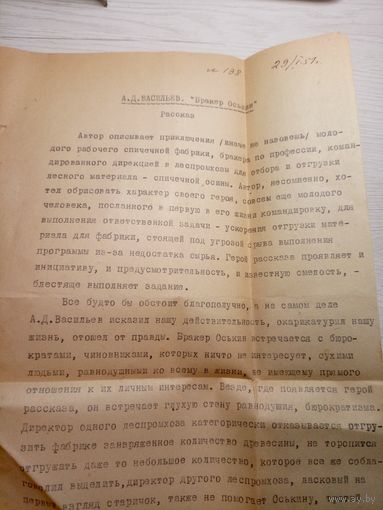 № 198
29/I 51г.
А.Д.ВАСИЛЬЕВ. "Бракер Оськин"
Рассказ
Автор описывает приключения /иначе не назовешь/ моло-
дого рабочего спичечной фабрики, бракера по профессии, коман-
дированного дирекцией в леспромхоз для отбора и отгрузки
лесного материала - спичечной осины. Автор, несомненно, хо-
тел обрисовать характер своего героя, совсем еще молодого
человека, посланного в первую в его жизни командировку, для
выполнения ответственной задачи - ускорения отгрузки мате-
риала для фабрики, стоящей под угрозой срыва выполнения
программы из-за недостатка сырья. Герой рассказа проявляет и
инициативу, и предусмотрительность, и известную смелость, -
блестяще выполняет задание.
Все будто бы обстоит благополучно, а на самом деле
А.Д.Васильев исказил нашу действительность, окарикатурил нашу
жизнь, отошел от правды. Бракер Оськин встречается с бюро-
кратами, чиновниками, которых ничто не интересует, сухими
людьми, равнодушными ко всему в жизни, не имеющему прямого
отношения к их личным интересам. Везде, где появляется герой
рассказа, он встречает глухую стену равнодушия, бюрократизма.
Директор одного леспромхоза категорически отказывается отгру-
зить фабрике занаряженное количество древесины, не торопится
отгружать даже то небольшое количество, которое все же собла-
говолил выделить, директор другого леспромхоза, ласковый на
первый взгляд старичок, также не помогает Оськину,
ay.by